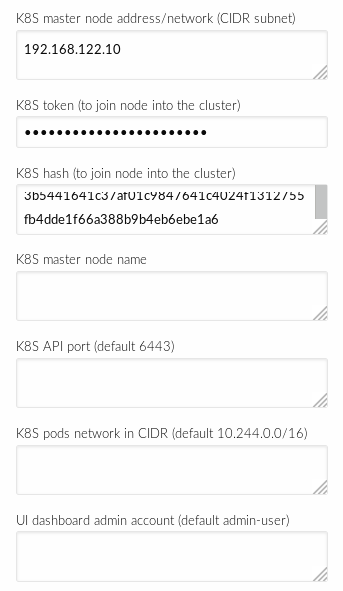 K8S master node address/network (CIDR subnet)
192.168.122.10
K8S token (to join node into the cluster)
•••••••••••••••••••••••
K8S hash (to join node into the cluster)
3b5441641c37af01c9847641c4024f1312755
fb4dde1f66a388b9b4eb6ebe1a6
K8S master node name
K8S API port (default 6443)
K8S pods network in CIDR (default 10.244.0.0/16)
UI dashboard admin account (default admin-user)